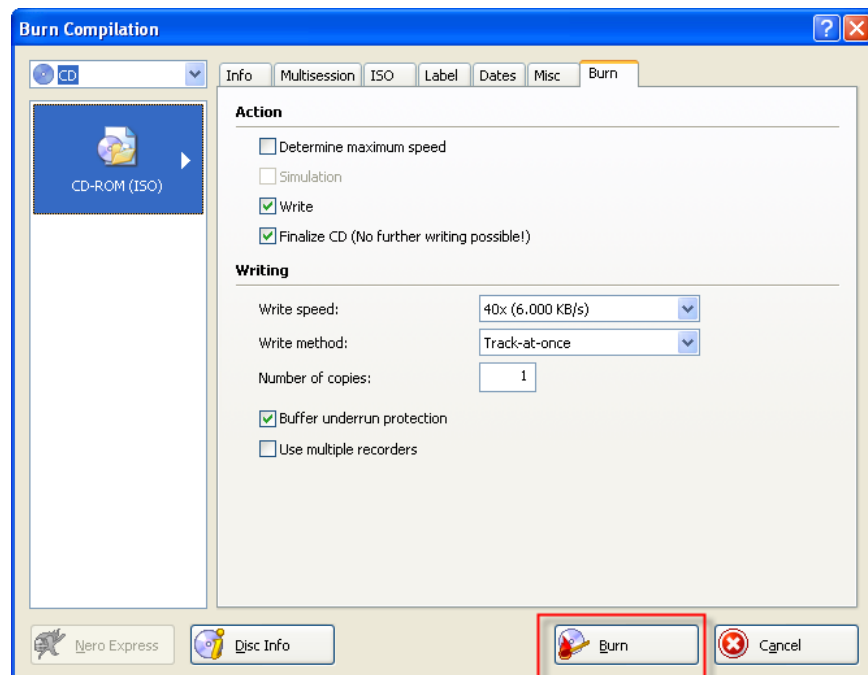 Burn Compilation
CD
Info Multisession ISO Label Dates Misc Burn
CD-ROM (ISO)
Action
Determine maximum speed
Simulation
Write
Finalize CD (No further writing possible!)
Writing
Write speed: 40x (6.000 KB/s)
Write method: Track-at-once
Number of copies: 1
Buffer underrun protection
Use multiple recorders
Nero Express Disc Info Burn Cancel